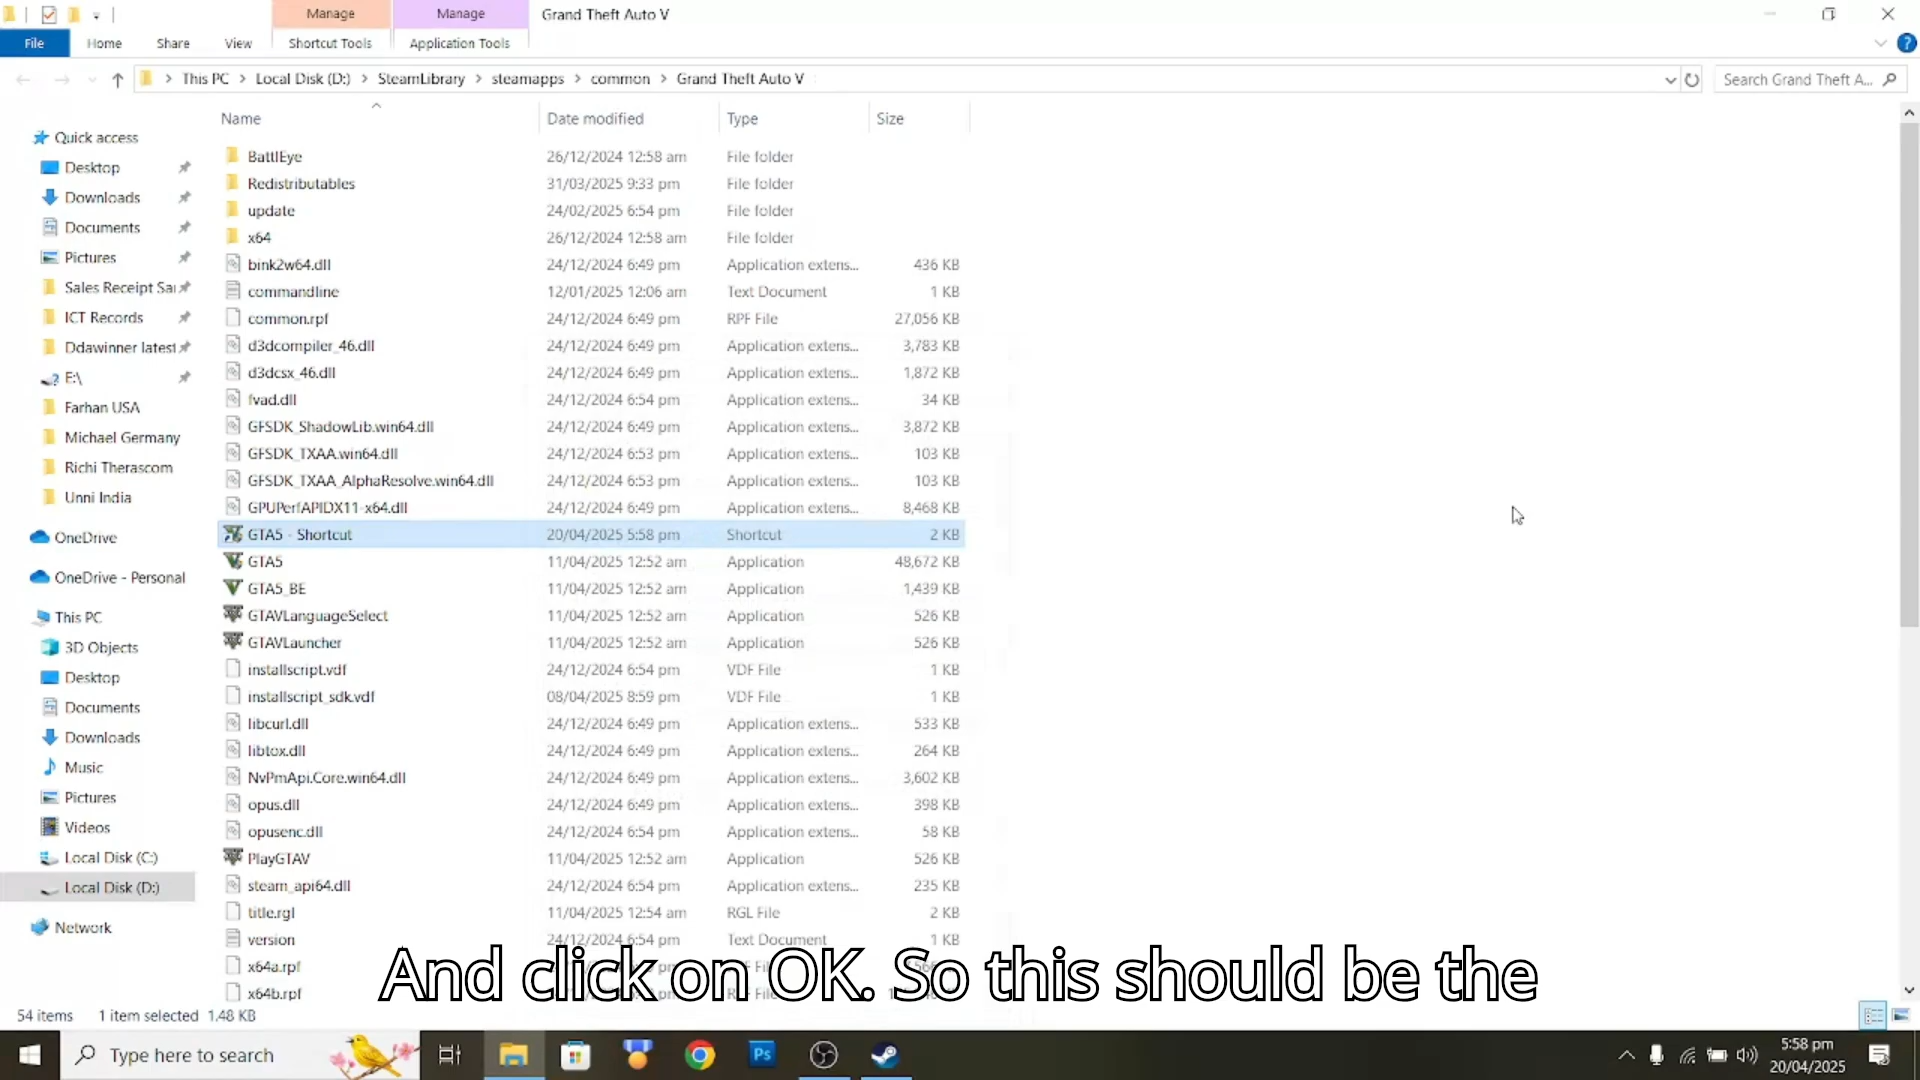 Manage Manage Grand Theft Auto V
File Home Share View Shortcut Tools Application Tools
This PC > Local Disk (D:) > SteamLibrary > steamapps > common > Grand Theft Auto V Search Grand Theft A...
Name Date modified Type Size
Quick access
Desktop
Downloads
Documents
Pictures
Sales Receipt Sa
ICT Records
Ddawinner latest
E:\
Farhan USA
Michael Germany
Richi Therascom
Unni India
OneDrive
OneDrive - Personal
This PC
3D Objects
Desktop
Documents
Downloads
Music
Pictures
Videos
Local Disk (C:)
Local Disk (D:)
Network
BattlEye 26/12/2024 12:58 am File folder
Redistributables 31/03/2025 9:33 pm File folder
update 24/02/2025 6:54 pm File folder
x64 26/12/2024 12:58 am File folder
bink2w64.dll 24/12/2024 6:49 pm Application extens... 436 KB
commandline 12/01/2025 12:06 am Text Document 1 KB
common.rpf 24/12/2024 6:49 pm RPF File 27,056 KB
d3dcompiler_46.dll 24/12/2024 6:49 pm Application extens... 3,783 KB
d3dcsx_46.dll 24/12/2024 6:49 pm Application extens... 1,872 KB
fvad.dll 24/12/2024 6:54 pm Application extens... 34 KB
GFSDK_ShadowLib.win64.dll 24/12/2024 6:49 pm Application extens... 3,872 KB
GFSDK_TXAA.win64.dll 24/12/2024 6:53 pm Application extens... 103 KB
GFSDK_TXAA_AlphaResolve.win64.dll 24/12/2024 6:53 pm Application extens... 103 KB
GPUPerfAPIDX11-x64.dll 24/12/2024 6:49 pm Application extens... 8,468 KB
GTA5 - Shortcut 20/04/2025 5:58 pm Shortcut 2 KB
GTA5 11/04/2025 12:52 am Application 48,672 KB
GTA5_BE 11/04/2025 12:52 am Application 1,439 KB
GTAVLanguageSelect 11/04/2025 12:52 am Application 526 KB
GTAVLauncher 11/04/2025 12:52 am Application 526 KB
installscript.vdf 24/12/2024 6:54 pm VDF File 1 KB
installscript_sdk.vdf 08/04/2025 8:59 pm VDF File 1 KB
libcurl.dll 24/12/2024 6:49 pm Application extens... 533 KB
libtox.dll 24/12/2024 6:49 pm Application extens... 264 KB
NvPmApi.Core.win64.dll 24/12/2024 6:49 pm Application extens... 3,602 KB
opus.dll 24/12/2024 6:49 pm Application extens... 398 KB
opusenc.dll 24/12/2024 6:54 pm Application extens... 58 KB
PlayGTAV 11/04/2025 12:52 am Application 526 KB
steam_api64.dll 24/12/2024 6:54 pm Application extens... 235 KB
title.rgl 11/04/2025 12:54 am RGL File 2 KB
version 24/12/2024 6:54 pm Text Document 1 KB
x64a.rpf
x64b.rpf
And click on OK. So this should be the
54 items 1 item selected 1.48 KB
Type here to search Ps 5:58 pm
20/04/2025